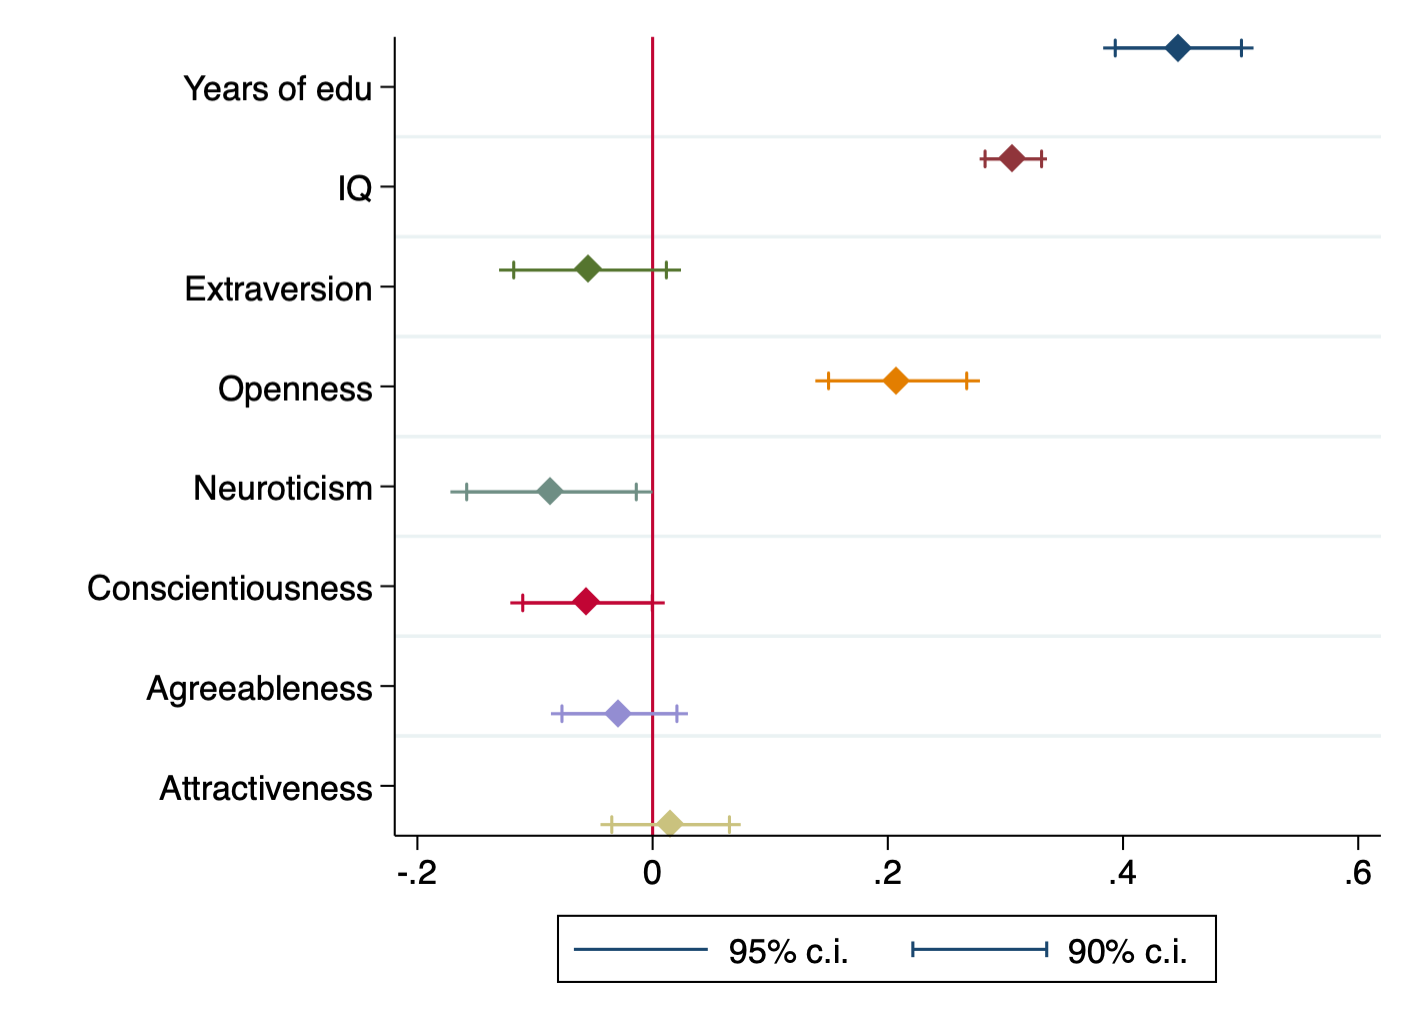 Years of edu
IQ
Extraversion
Openness
Neuroticism
Conscientiousness
Agreeableness
Attractiveness
-.2 0 .2 .4 .6
95% c.i. 90% c.i.